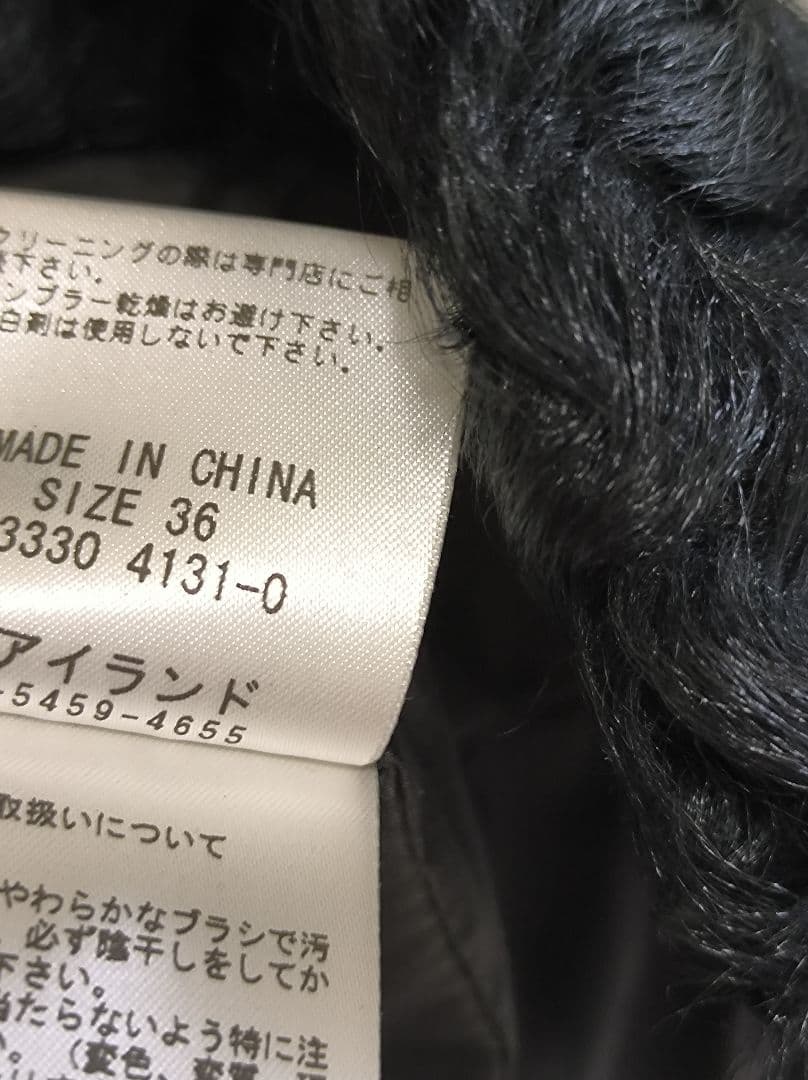 クリーニングの際は専門店にご相
下さい。
ンブラー乾燥はお避け下さい。
白剤は使用しないで下さい。
MADE IN CHINA
SIZE 36
3330 4131-0
アイランド
-5459-4655
取扱いについて
やわらかなブラシで汚
必ず陰干しをしてか
下さい。
当たらないよう特に注
。(変色、変質